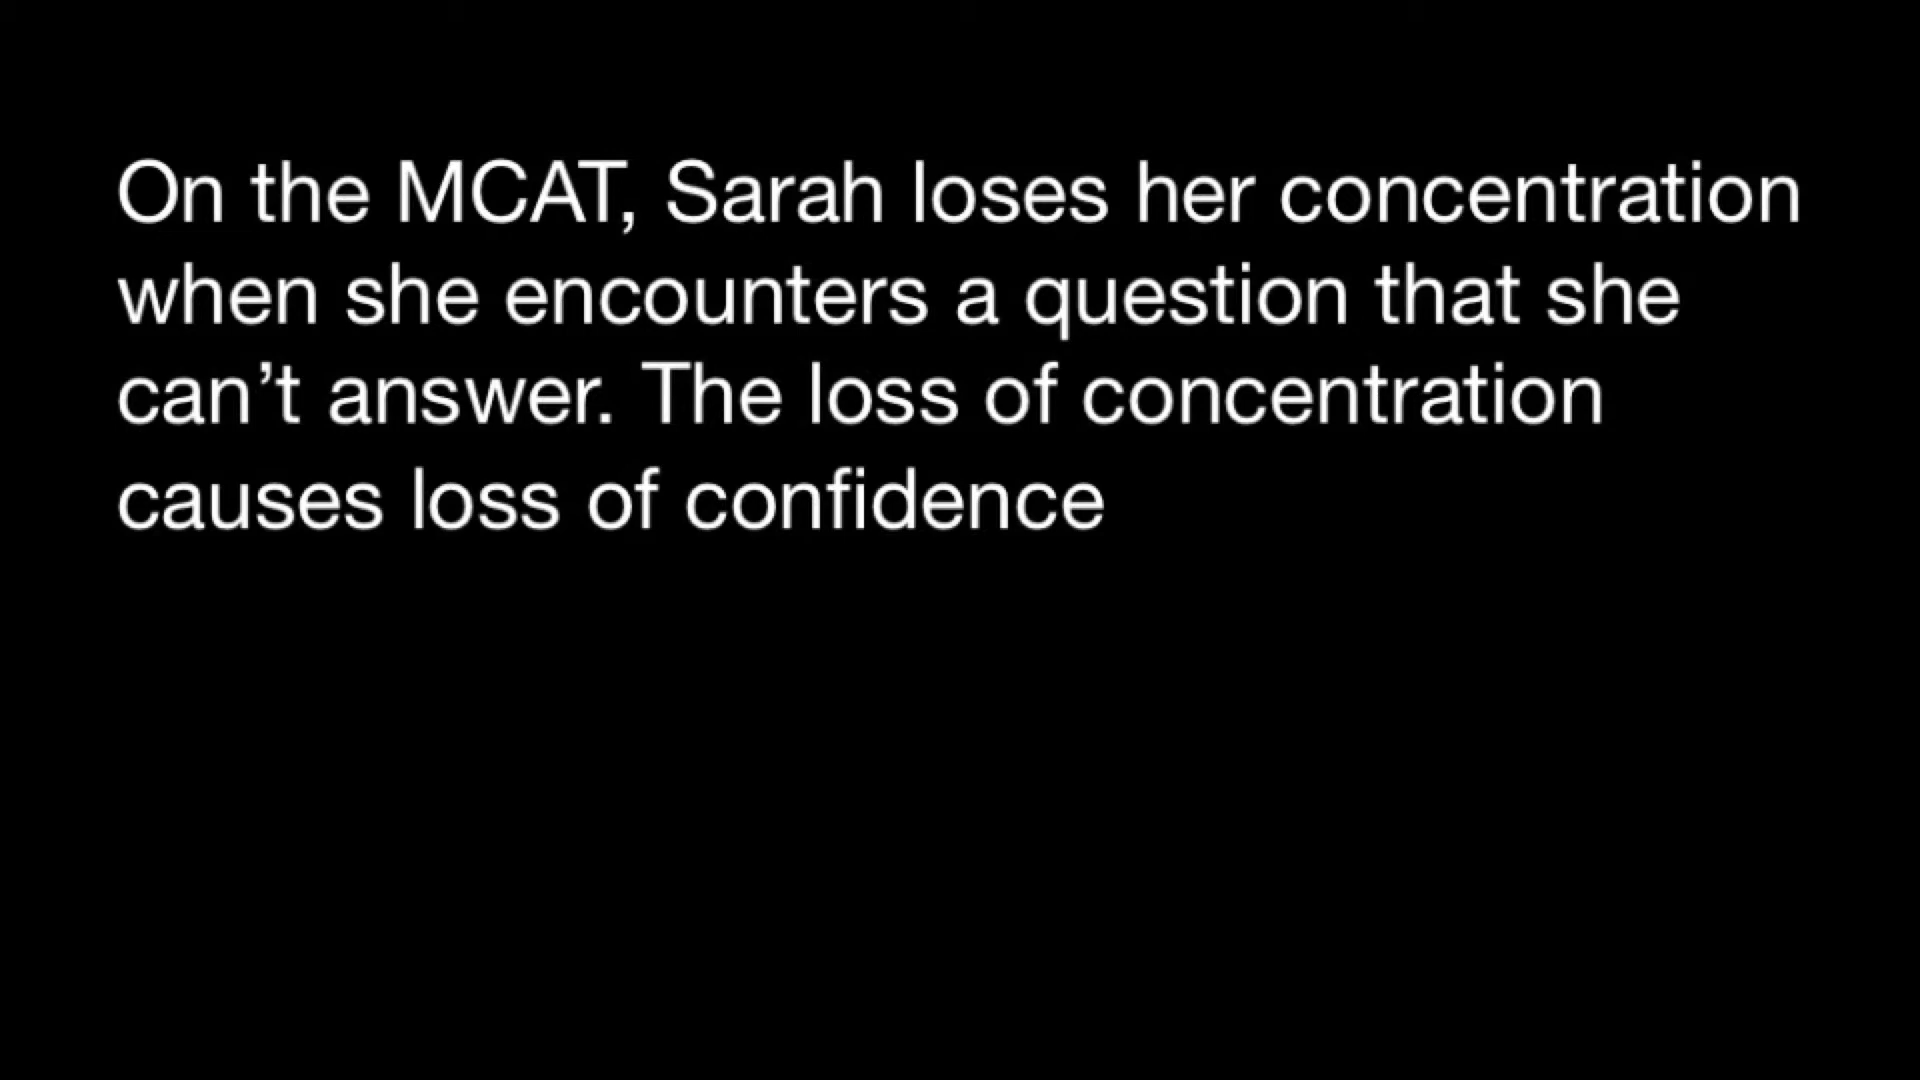 On the MCAT, Sarah loses her concentration
when she encounters a question that she
can’t answer. The loss of concentration
causes loss of confidence